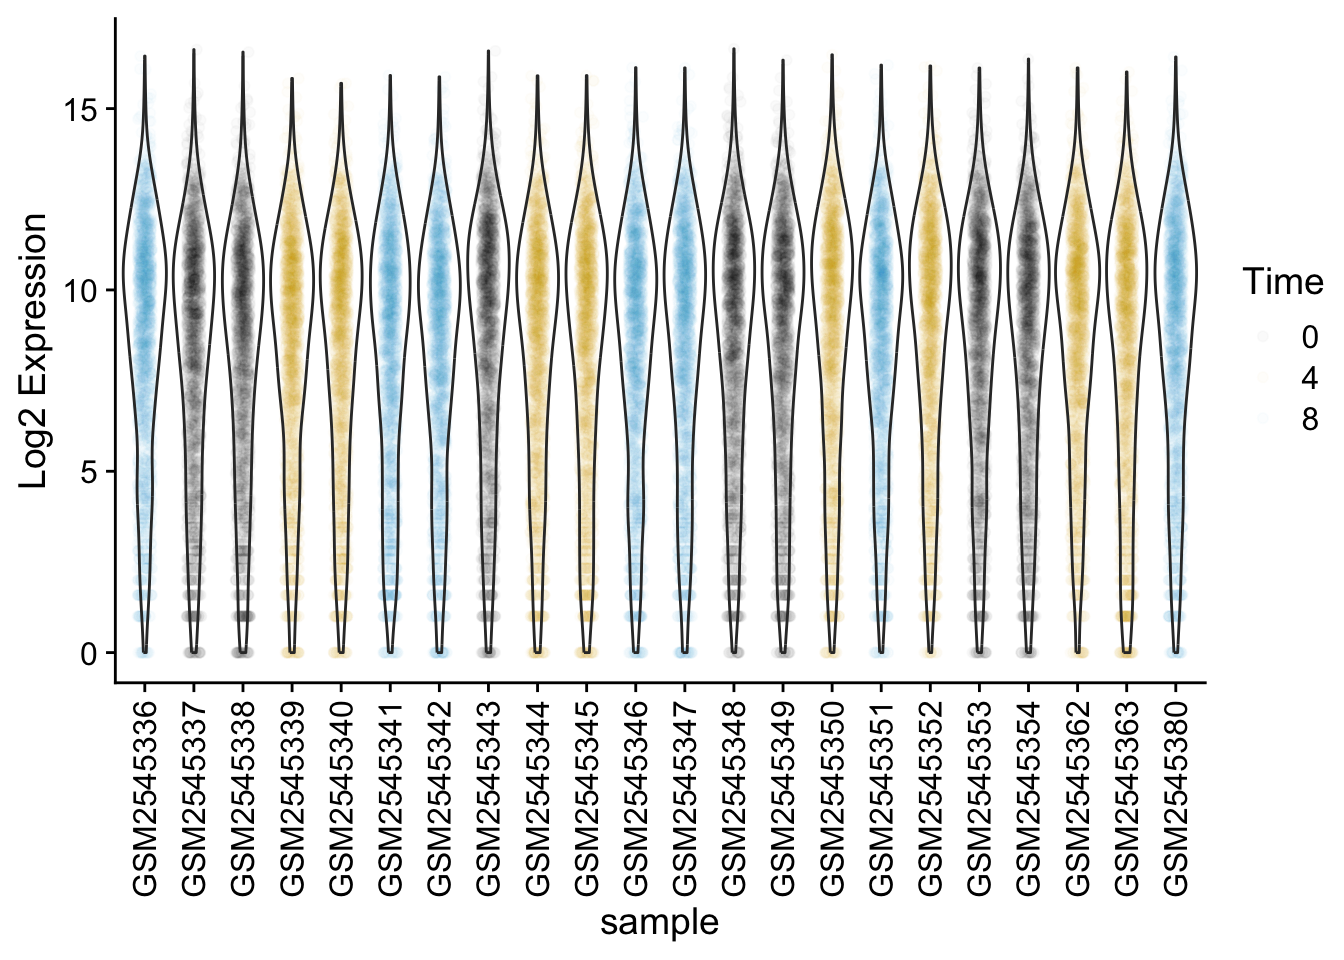 Log2 Expression
15
10
5
0
GSM2545336
GSM2545337
GSM2545338
GSM2545339
GSM2545340
GSM2545341
GSM2545342
GSM2545343
GSM2545344
GSM2545345
GSM2545346
GSM2545347
GSM2545348
GSM2545349
GSM2545350
GSM2545351
GSM2545352
GSM2545353
GSM2545354
GSM2545362
GSM2545363
GSM2545380
sample
Time
0
4
8